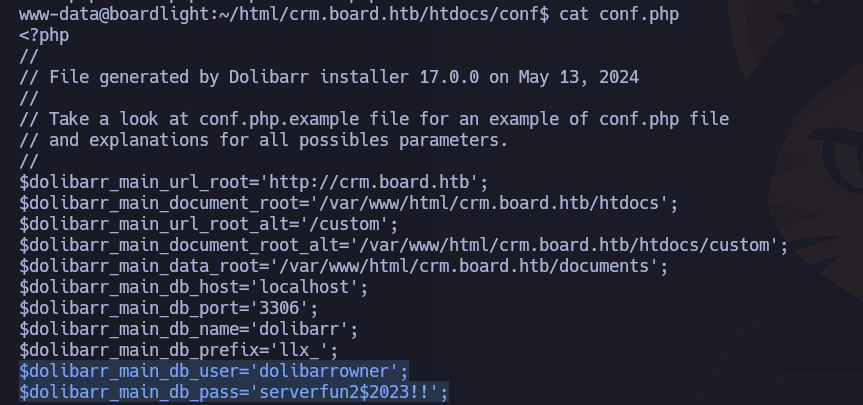 www-data@boardlight:~/html/crm.board.htb/htdocs/conf$ cat conf.php
<?php
//
// File generated by Dolibarr installer 17.0.0 on May 13, 2024
//
// Take a look at conf.php.example file for an example of conf.php file
// and explanations for all possibles parameters.
//
$dolibarr_main_url_root='http://crm.board.htb';
$dolibarr_main_document_root='/var/www/html/crm.board.htb/htdocs';
$dolibarr_main_url_root_alt='/custom';
$dolibarr_main_document_root_alt='/var/www/html/crm.board.htb/htdocs/custom';
$dolibarr_main_data_root='/var/www/html/crm.board.htb/documents';
$dolibarr_main_db_host='localhost';
$dolibarr_main_db_port='3306';
$dolibarr_main_db_name='dolibarr';
$dolibarr_main_db_prefix='llx_';
$dolibarr_main_db_user='dolibarrowner';
$dolibarr_main_db_pass='serverfun2$2023!!';